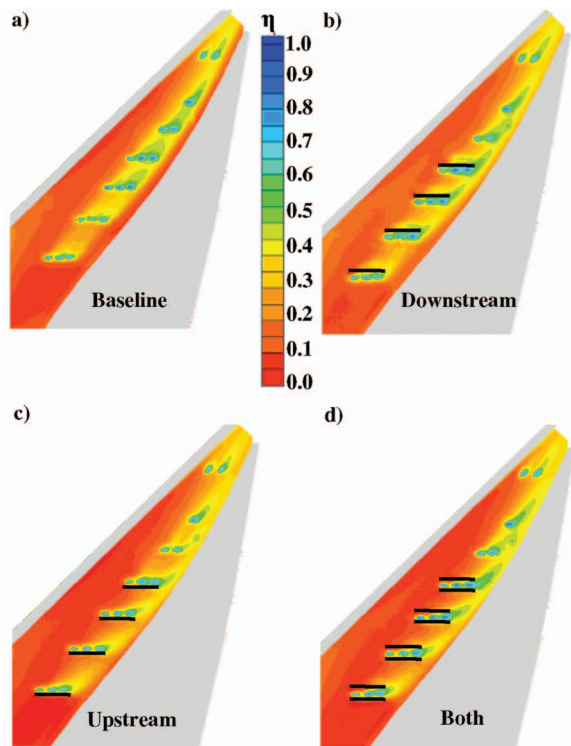 a)
b)
η
1.0
0.9
0.8
0.7
0.6
0.5
0.4
0.3
0.2
0.1
0.0
Baseline
Downstream
c)
d)
Upstream
Both